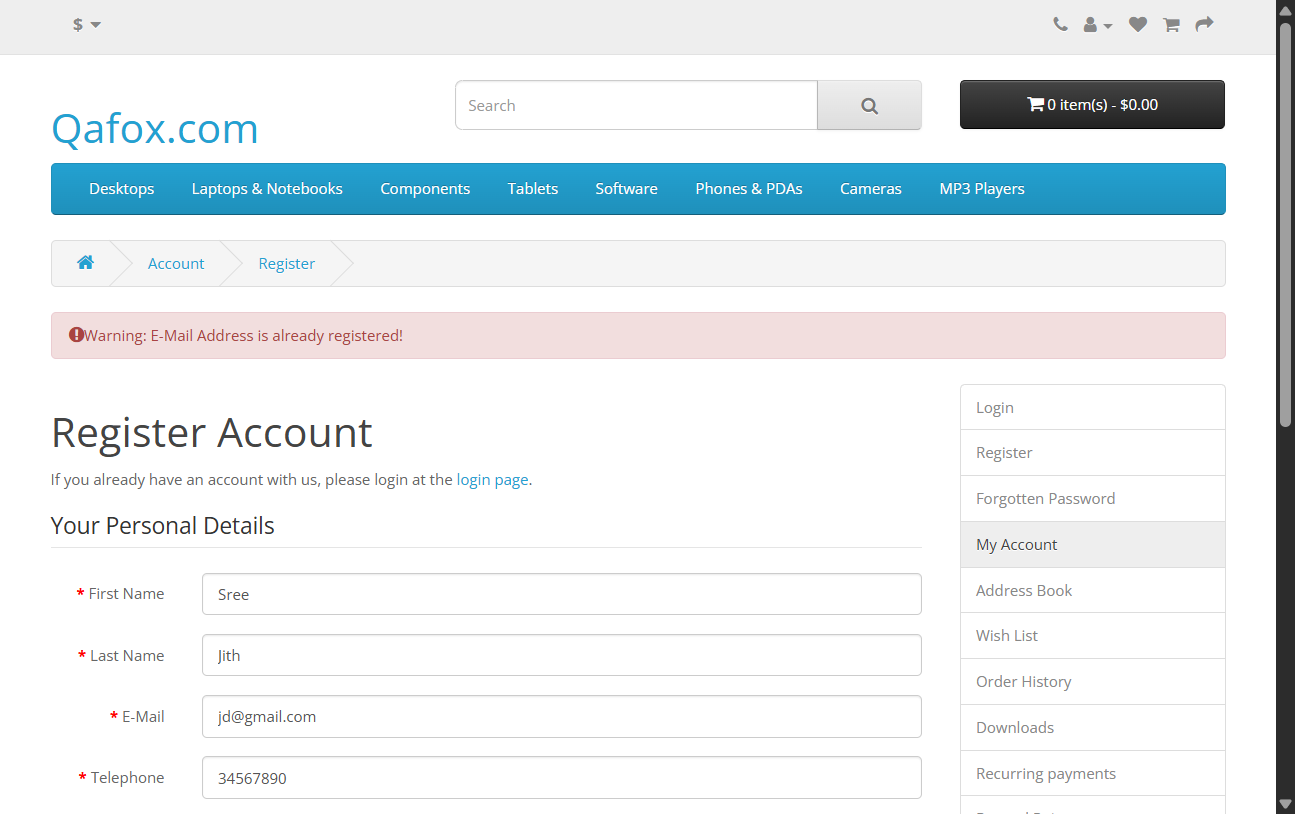 $
Search
0 item(s) - $0.00
Qafox.com
Desktops Laptops & Notebooks Components Tablets Software Phones & PDAs Cameras MP3 Players
Account Register
Warning: E-Mail Address is already registered!
Register Account
If you already have an account with us, please login at the login page.
Your Personal Details
* First Name Sree
* Last Name Jith
* E-Mail jd@gmail.com
* Telephone 34567890
Login
Register
Forgotten Password
My Account
Address Book
Wish List
Order History
Downloads
Recurring payments